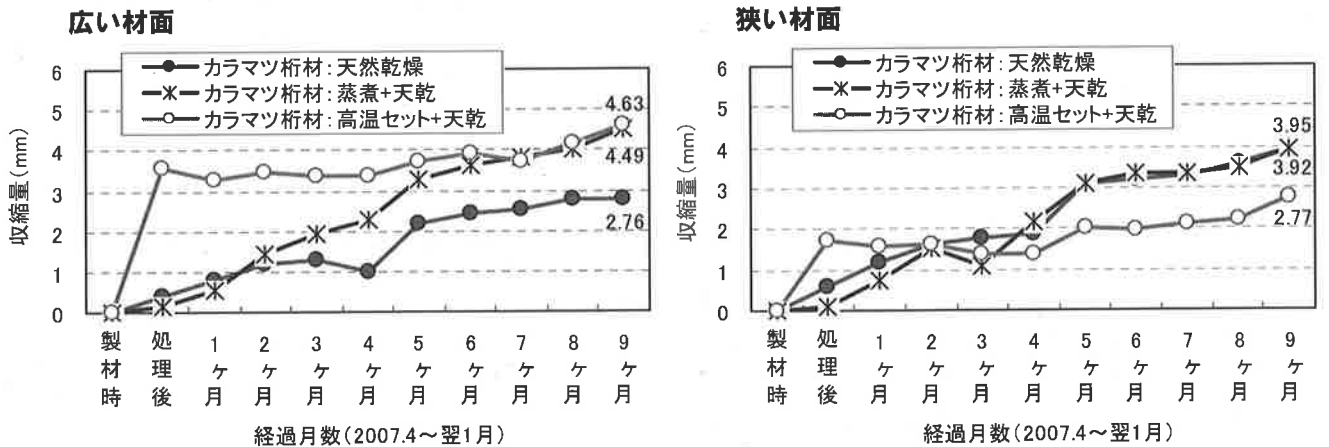 広い材面
カラマツ桁材:天然乾燥
カラマツ桁材:蒸煮+天乾
カラマツ桁材:高温セット+天乾
収縮量(mm)
6
5
4
3
2
1
0
4.63
4.49
2.76
製材時
処理後
1ヶ月
2ヶ月
3ヶ月
4ヶ月
5ヶ月
6ヶ月
7ヶ月
8ヶ月
9ヶ月
経過月数(2007.4~翌1月)
狭い材面
カラマツ桁材:天然乾燥
カラマツ桁材:蒸煮+天乾
カラマツ桁材:高温セット+天乾
収縮量(mm)
6
5
4
3
2
1
0
3.95
3.92
2.77
製材時
処理後
1ヶ月
2ヶ月
3ヶ月
4ヶ月
5ヶ月
6ヶ月
7ヶ月
8ヶ月
9ヶ月
経過月数(2007.4~翌1月)